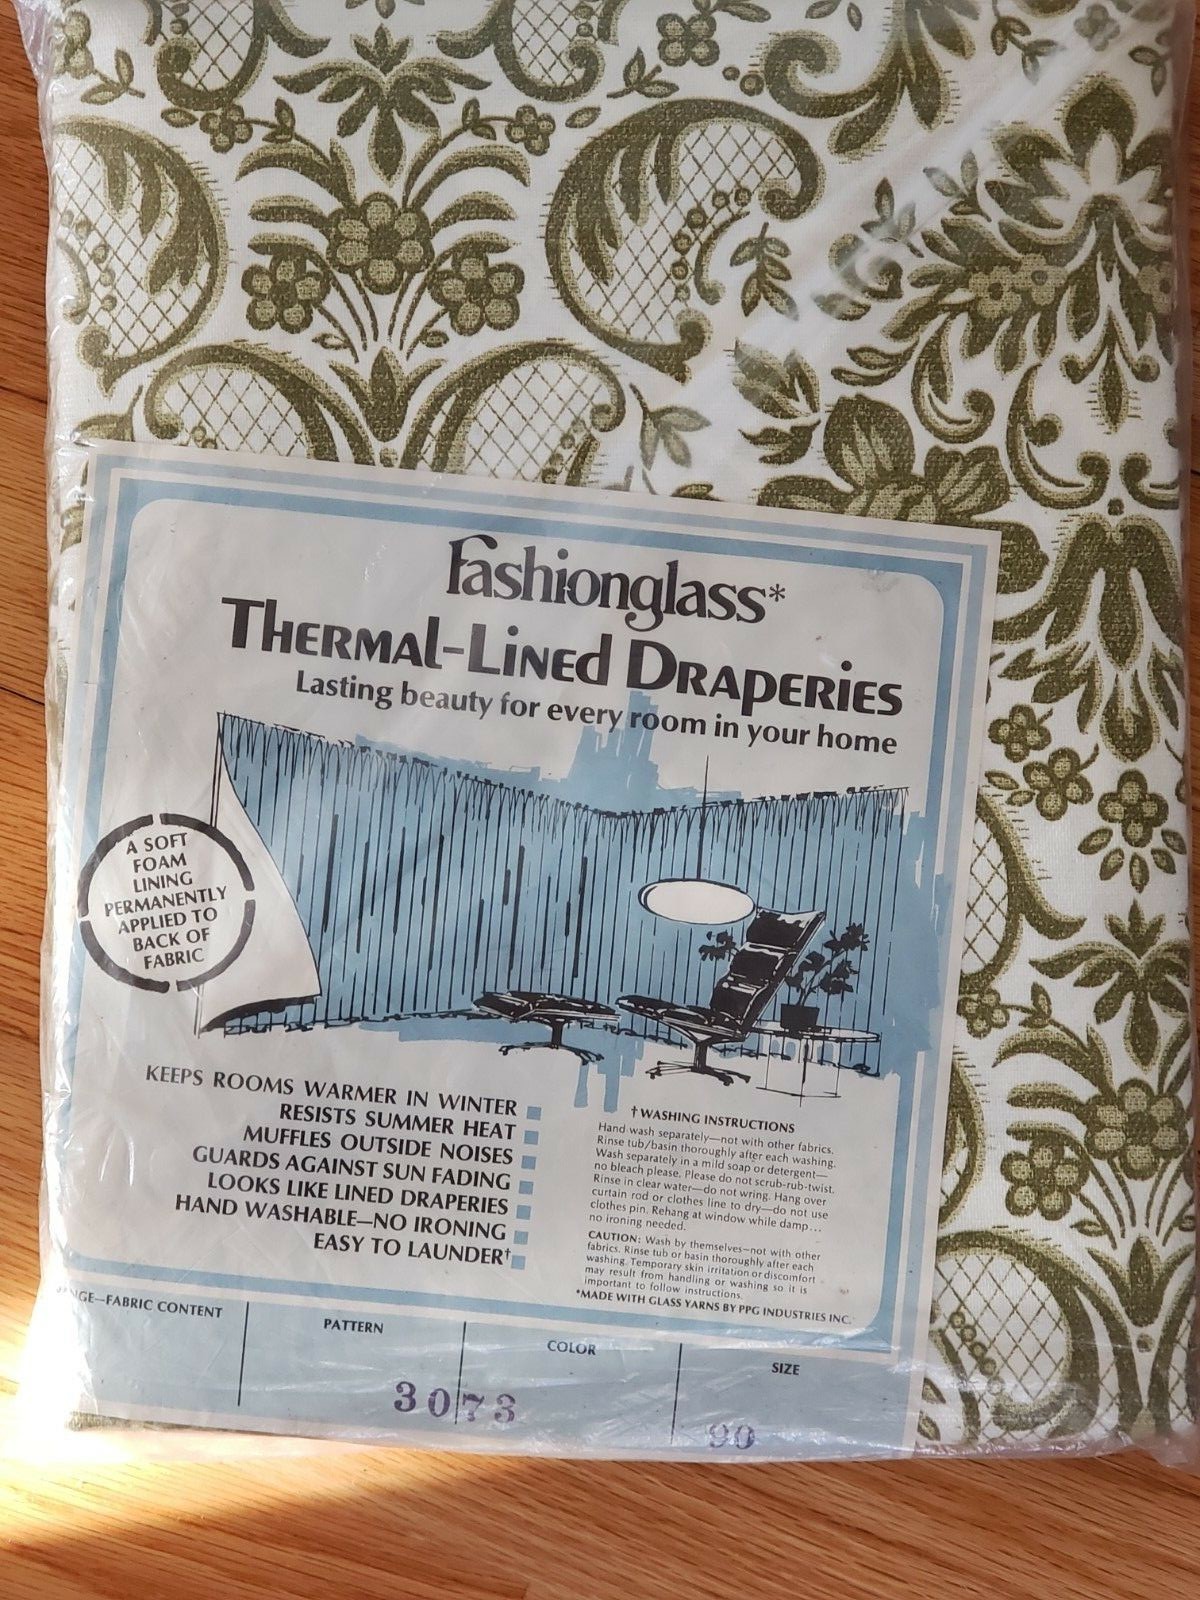 Fashionglass*
Thermal-Lined Draperies
Lasting beauty for every room in your home
A SOFT
FOAM
LINING
PERMANENTLY
APPLIED TO
BACK OF
FABRIC
KEEPS ROOMS WARMER IN WINTER
RESISTS SUMMER HEAT
MUFFLES OUTSIDE NOISES
GUARDS AGAINST SUN FADING
LOOKS LIKE LINED DRAPERIES
HAND WASHABLE—NO IRONING
EASY TO LAUNDER†
† WASHING INSTRUCTIONS
Hand wash separately—not with other fabrics.
Rinse tub/basin thoroughly after each washing.
Wash separately in a mild soap or detergent—
no bleach please. Please do not scrub-rub-twist.
Rinse in clear water—do not wring. Hang over
curtain rod or clothes line to dry—do not use
clothes pin. Rehang at window while damp...
no ironing needed.
CAUTION: Wash by themselves—not with other
fabrics. Rinse tub or basin thoroughly after each
washing. Temporary skin irritation or discomfort
may result from handling or washing so it is
important to follow instructions.
*MADE WITH GLASS YARNS BY PPG INDUSTRIES INC.
—FABRIC CONTENT
PATTERN
COLOR
SIZE
3073
90